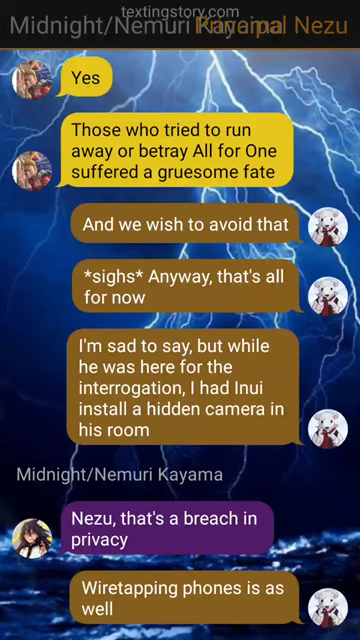 textingstory.com
Midnight/Nemuri Kayama
Principal Nezu
Yes
Those who tried to run
away or betray All for One
suffered a gruesome fate
And we wish to avoid that
*sighs* Anyway, that's all
for now
I'm sad to say, but while
he was here for the
interrogation, I had Inui
install a hidden camera in
his room
Midnight/Nemuri Kayama
Nezu, that's a breach in
privacy
Wiretapping phones is as
well